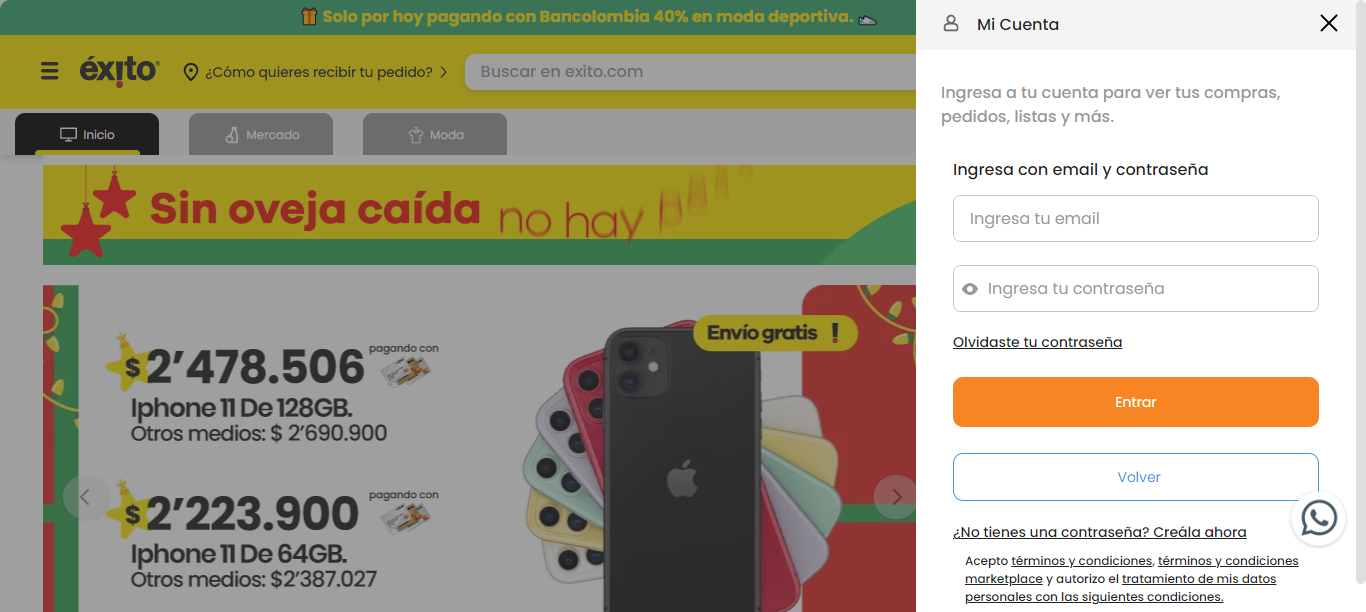 Solo por hoy pagando con Bancolombia 40% en moda deportiva.
éxito
¿Cómo quieres recibir tu pedido?
Buscar en exito.com
Inicio
Mercado
Moda
Sin oveja caída no hay
Envío gratis !
$ 2'478.506
pagando con
Iphone 11 De 128GB.
Otros medios: $ 2'690.900
$ 2'223.900
pagando con
Iphone 11 De 64GB.
Otros medios: $2'387.027
Mi Cuenta
Ingresa a tu cuenta para ver tus compras,
pedidos, listas y más.
Ingresa con email y contraseña
Ingresa tu email
Ingresa tu contraseña
Olvidaste tu contraseña
Entrar
Volver
¿No tienes una contraseña? Creála ahora
Acepto términos y condiciones, términos y condiciones
marketplace y autorizo el tratamiento de mis datos
personales con las siguientes condiciones.